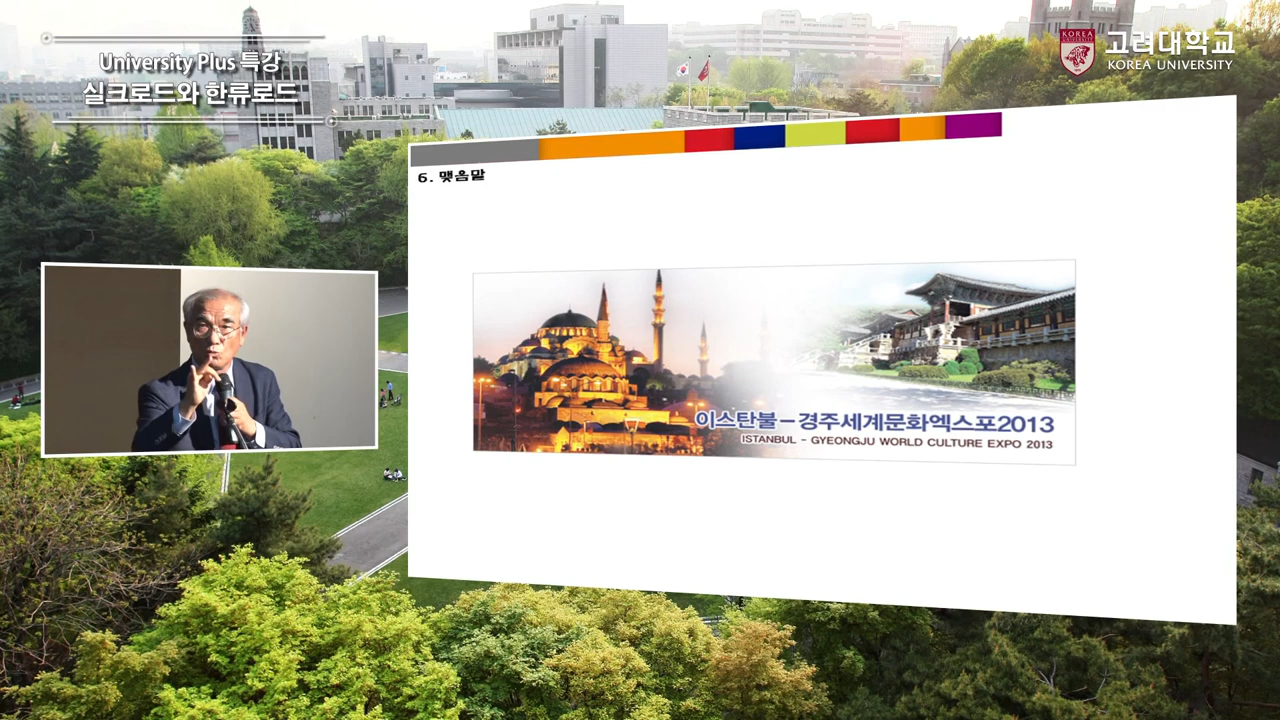 University Plus 특강
실크로드와 한류로드
KOREA
고려대학교
KOREA UNIVERSITY
6. 맺음말
이스탄불-경주세계문화엑스포2013
ISTANBUL - GYEONGJU WORLD CULTURE EXPO 2013